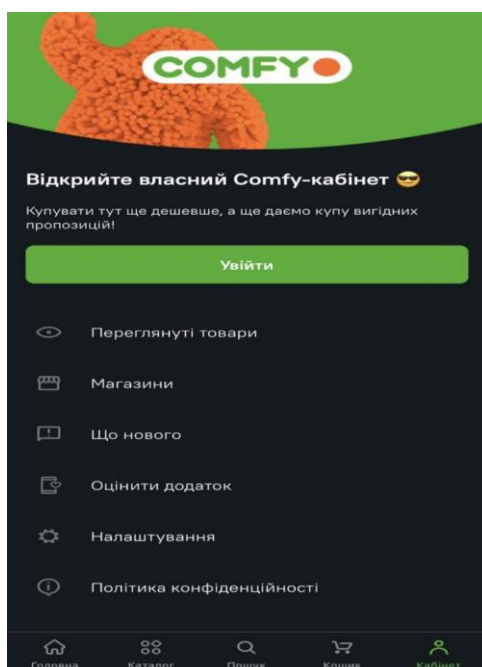 COMFY
Відкрийте власний Comfy-кабінет 😎
Купувати тут ще дешевше, а ще даємо купу вигідних
пропозицій!
Увійти
Переглянуті товари
Магазини
Що нового
Оцінити додаток
Налаштування
Політика конфіденційності
Головна Каталог Пошук Кошик Кабінет